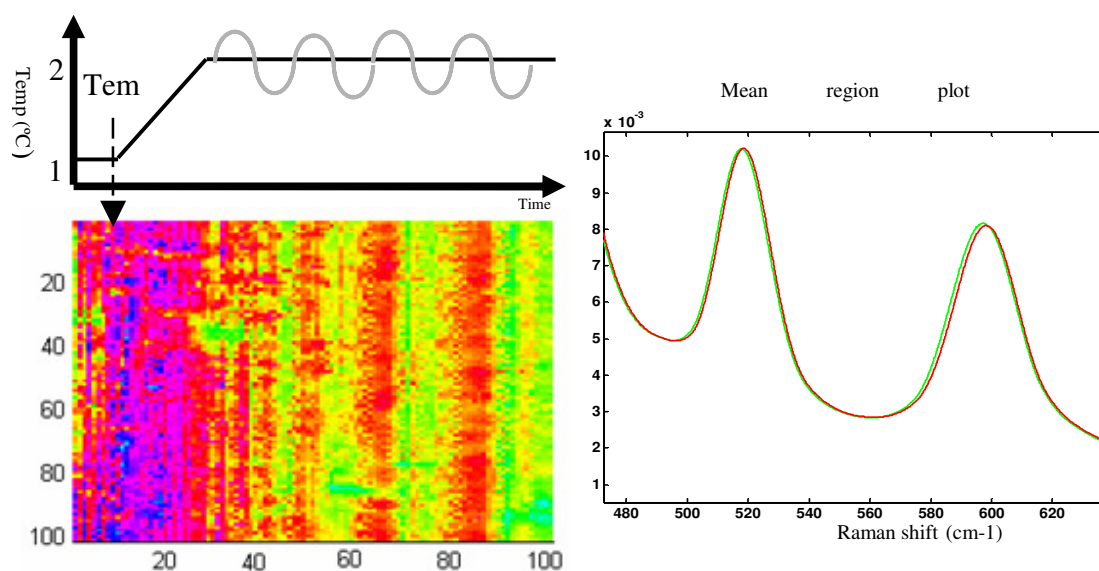 Temp (°C)
2
Tem
1
Time
20
40
60
80
100
20 40 60 80 100
Mean region plot
x 10⁻³
10
9
8
7
6
5
4
3
2
1
480 500 520 540 560 580 600 620
Raman shift (cm-1)